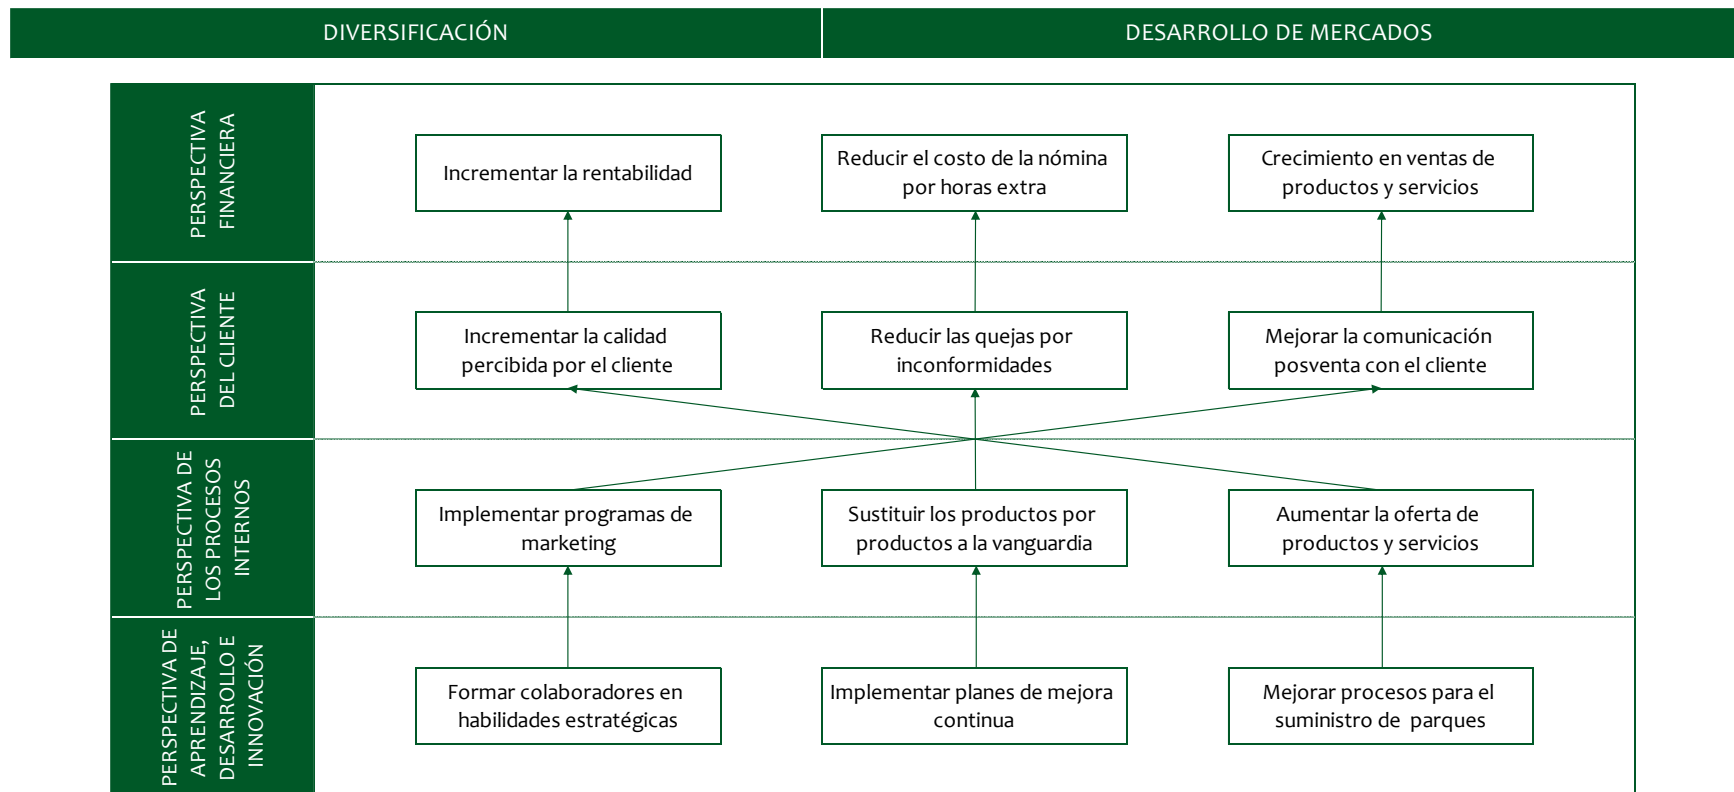 DIVERSIFICACIÓN
DESARROLLO DE MERCADOS
PERSPECTIVA
FINANCIERA
Incrementar la rentabilidad
Reducir el costo de la nómina
por horas extra
Crecimiento en ventas de
productos y servicios
PERSPECTIVA
DEL CLIENTE
Incrementar la calidad
percibida por el cliente
Reducir las quejas por
inconformidades
Mejorar la comunicación
posventa con el cliente
PERSPECTIVA DE
LOS PROCESOS
INTERNOS
Implementar programas de
marketing
Sustituir los productos por
productos a la vanguardia
Aumentar la oferta de
productos y servicios
PERSPECTIVA DE
APRENDIZAJE,
DESARROLLO E
INNOVACIÓN
Formar colaboradores en
habilidades estratégicas
Implementar planes de mejora
continua
Mejorar procesos para el
suministro de parques